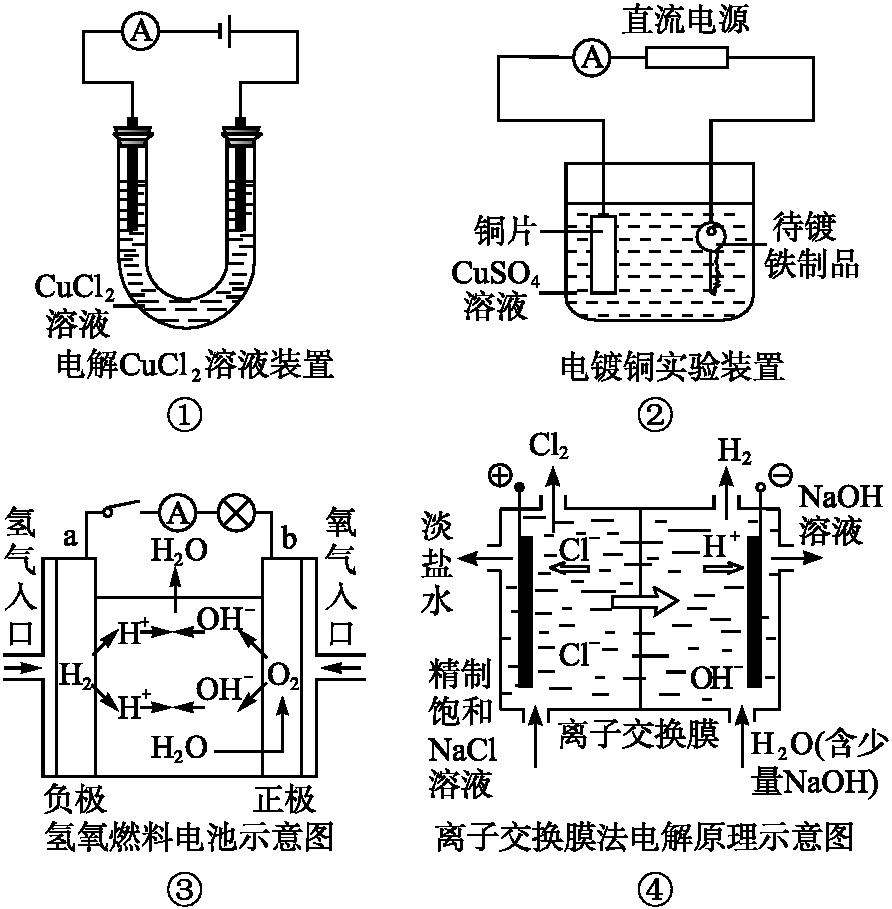 A
CuCl₂
溶液
电解CuCl₂溶液装置
①
直流电源
A
铜片
CuSO₄
溶液
待镀
铁制品
电镀铜实验装置
②
氢气入口
a
A
b
氧气入口
H₂O
H⁺
OH⁻
H₂
O₂
H⁺
OH⁻
H₂O
负极
正极
氢氧燃料电池示意图
③
⊕
Cl₂
H₂
⊖
NaOH
溶液
淡盐水
Cl⁻
H⁺
Cl⁻
OH⁻
精制
饱和
NaCl
溶液
离子交换膜
H₂O(含少
量NaOH)
离子交换膜法电解原理示意图
④